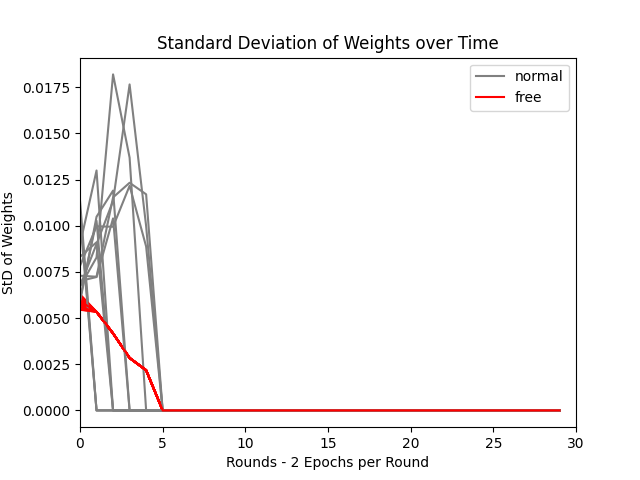 Standard Deviation of Weights over Time
normal
free
StD of Weights
0.0175
0.0150
0.0125
0.0100
0.0075
0.0050
0.0025
0.0000
0 5 10 15 20 25 30
Rounds - 2 Epochs per Round